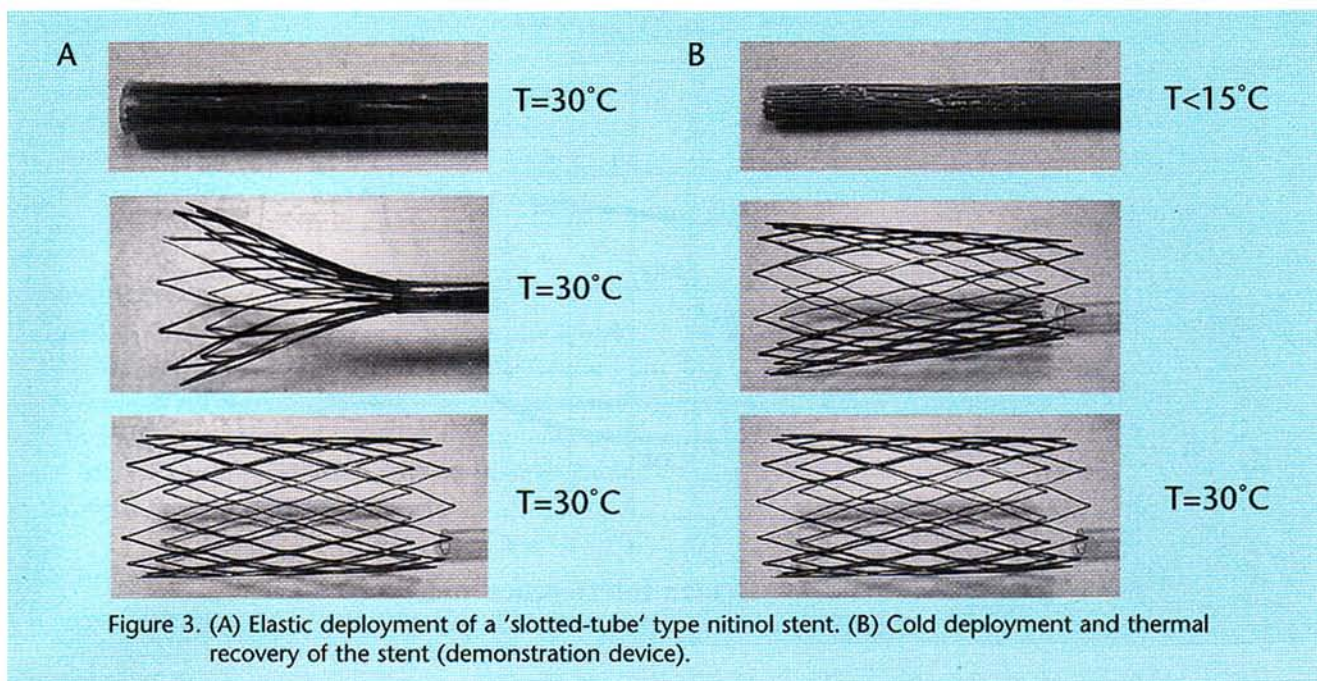 A
T=30°C
B
T<15°C
T=30°C
T=30°C
T=30°C
Figure 3. (A) Elastic deployment of a 'slotted-tube' type nitinol stent. (B) Cold deployment and thermal
recovery of the stent (demonstration device).